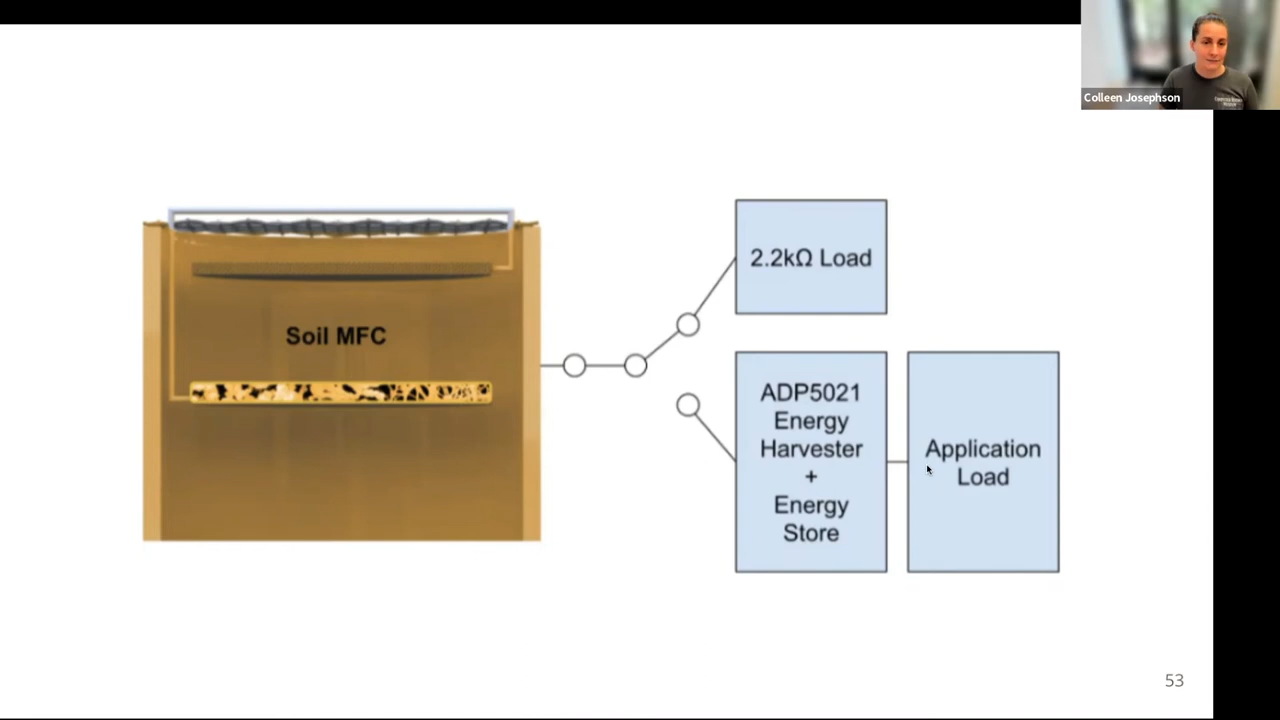 Colleen Josephson
Soil MFC
2.2kΩ Load
ADP5021
Energy
Harvester
+
Energy
Store
Application
Load
53